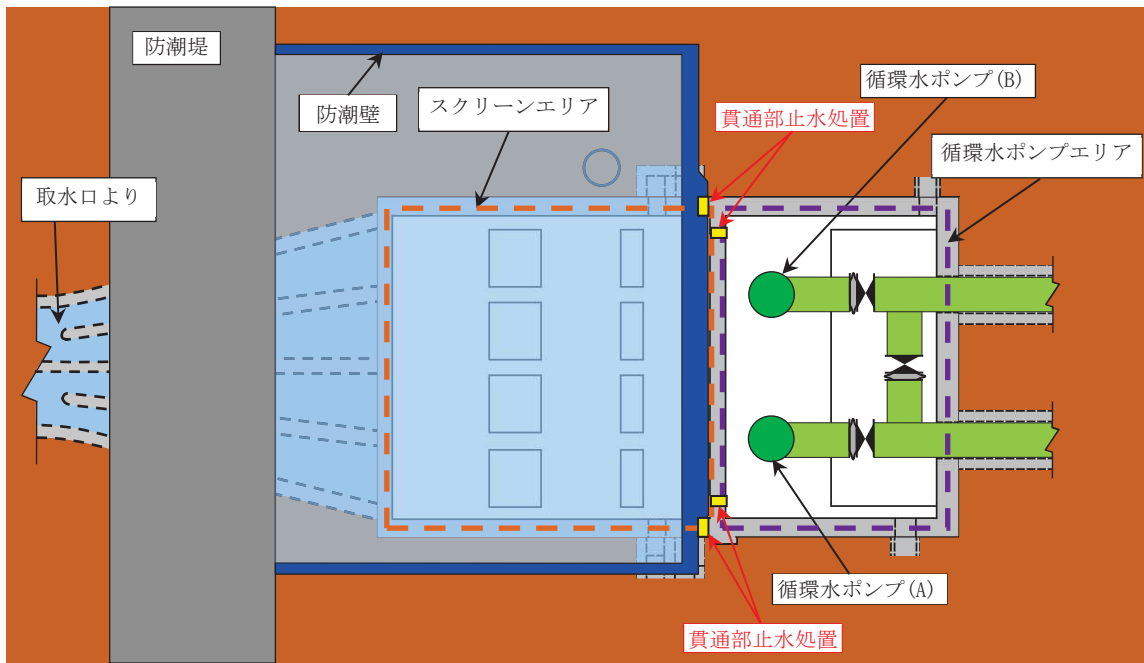 防潮堤
防潮壁
スクリーンエリア
循環水ポンプ(B)
貫通部止水処置
循環水ポンプエリア
取水口より
循環水ポンプ(A)
貫通部止水処置